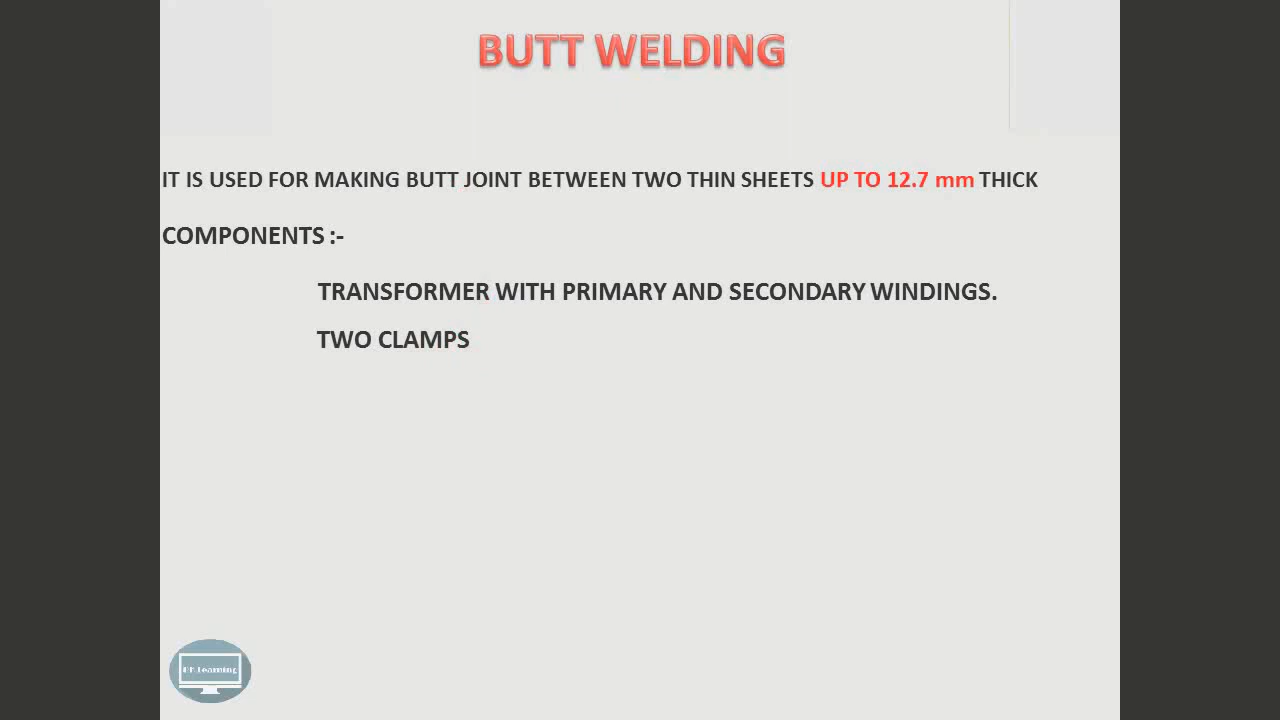 BUTT WELDING
IT IS USED FOR MAKING BUTT JOINT BETWEEN TWO THIN SHEETS UP TO 12.7 mm THICK
COMPONENTS :-
TRANSFORMER WITH PRIMARY AND SECONDARY WINDINGS.
TWO CLAMPS
Learning